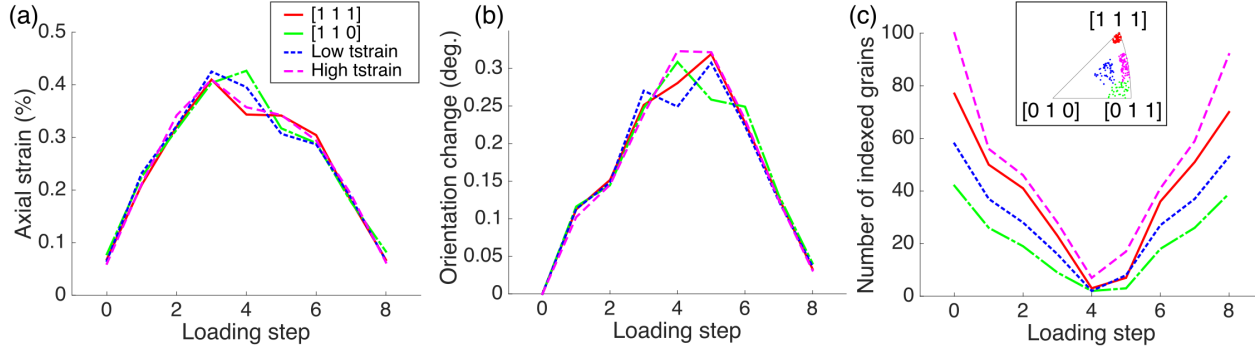 (a)
0.5
0.4
0.3
0.2
0.1
0
0 2 4 6 8
Axial strain (%)
Loading step
[1 1 1]
[1 1 0]
Low tstrain
High tstrain
(b)
0.3
0.25
0.2
0.15
0.1
0.05
0
0 2 4 6 8
Orientation change (deg.)
Loading step
(c)
100
80
60
40
20
0
0 2 4 6 8
Number of indexed grains
Loading step
[1 1 1]
[0 1 0] [0 1 1]